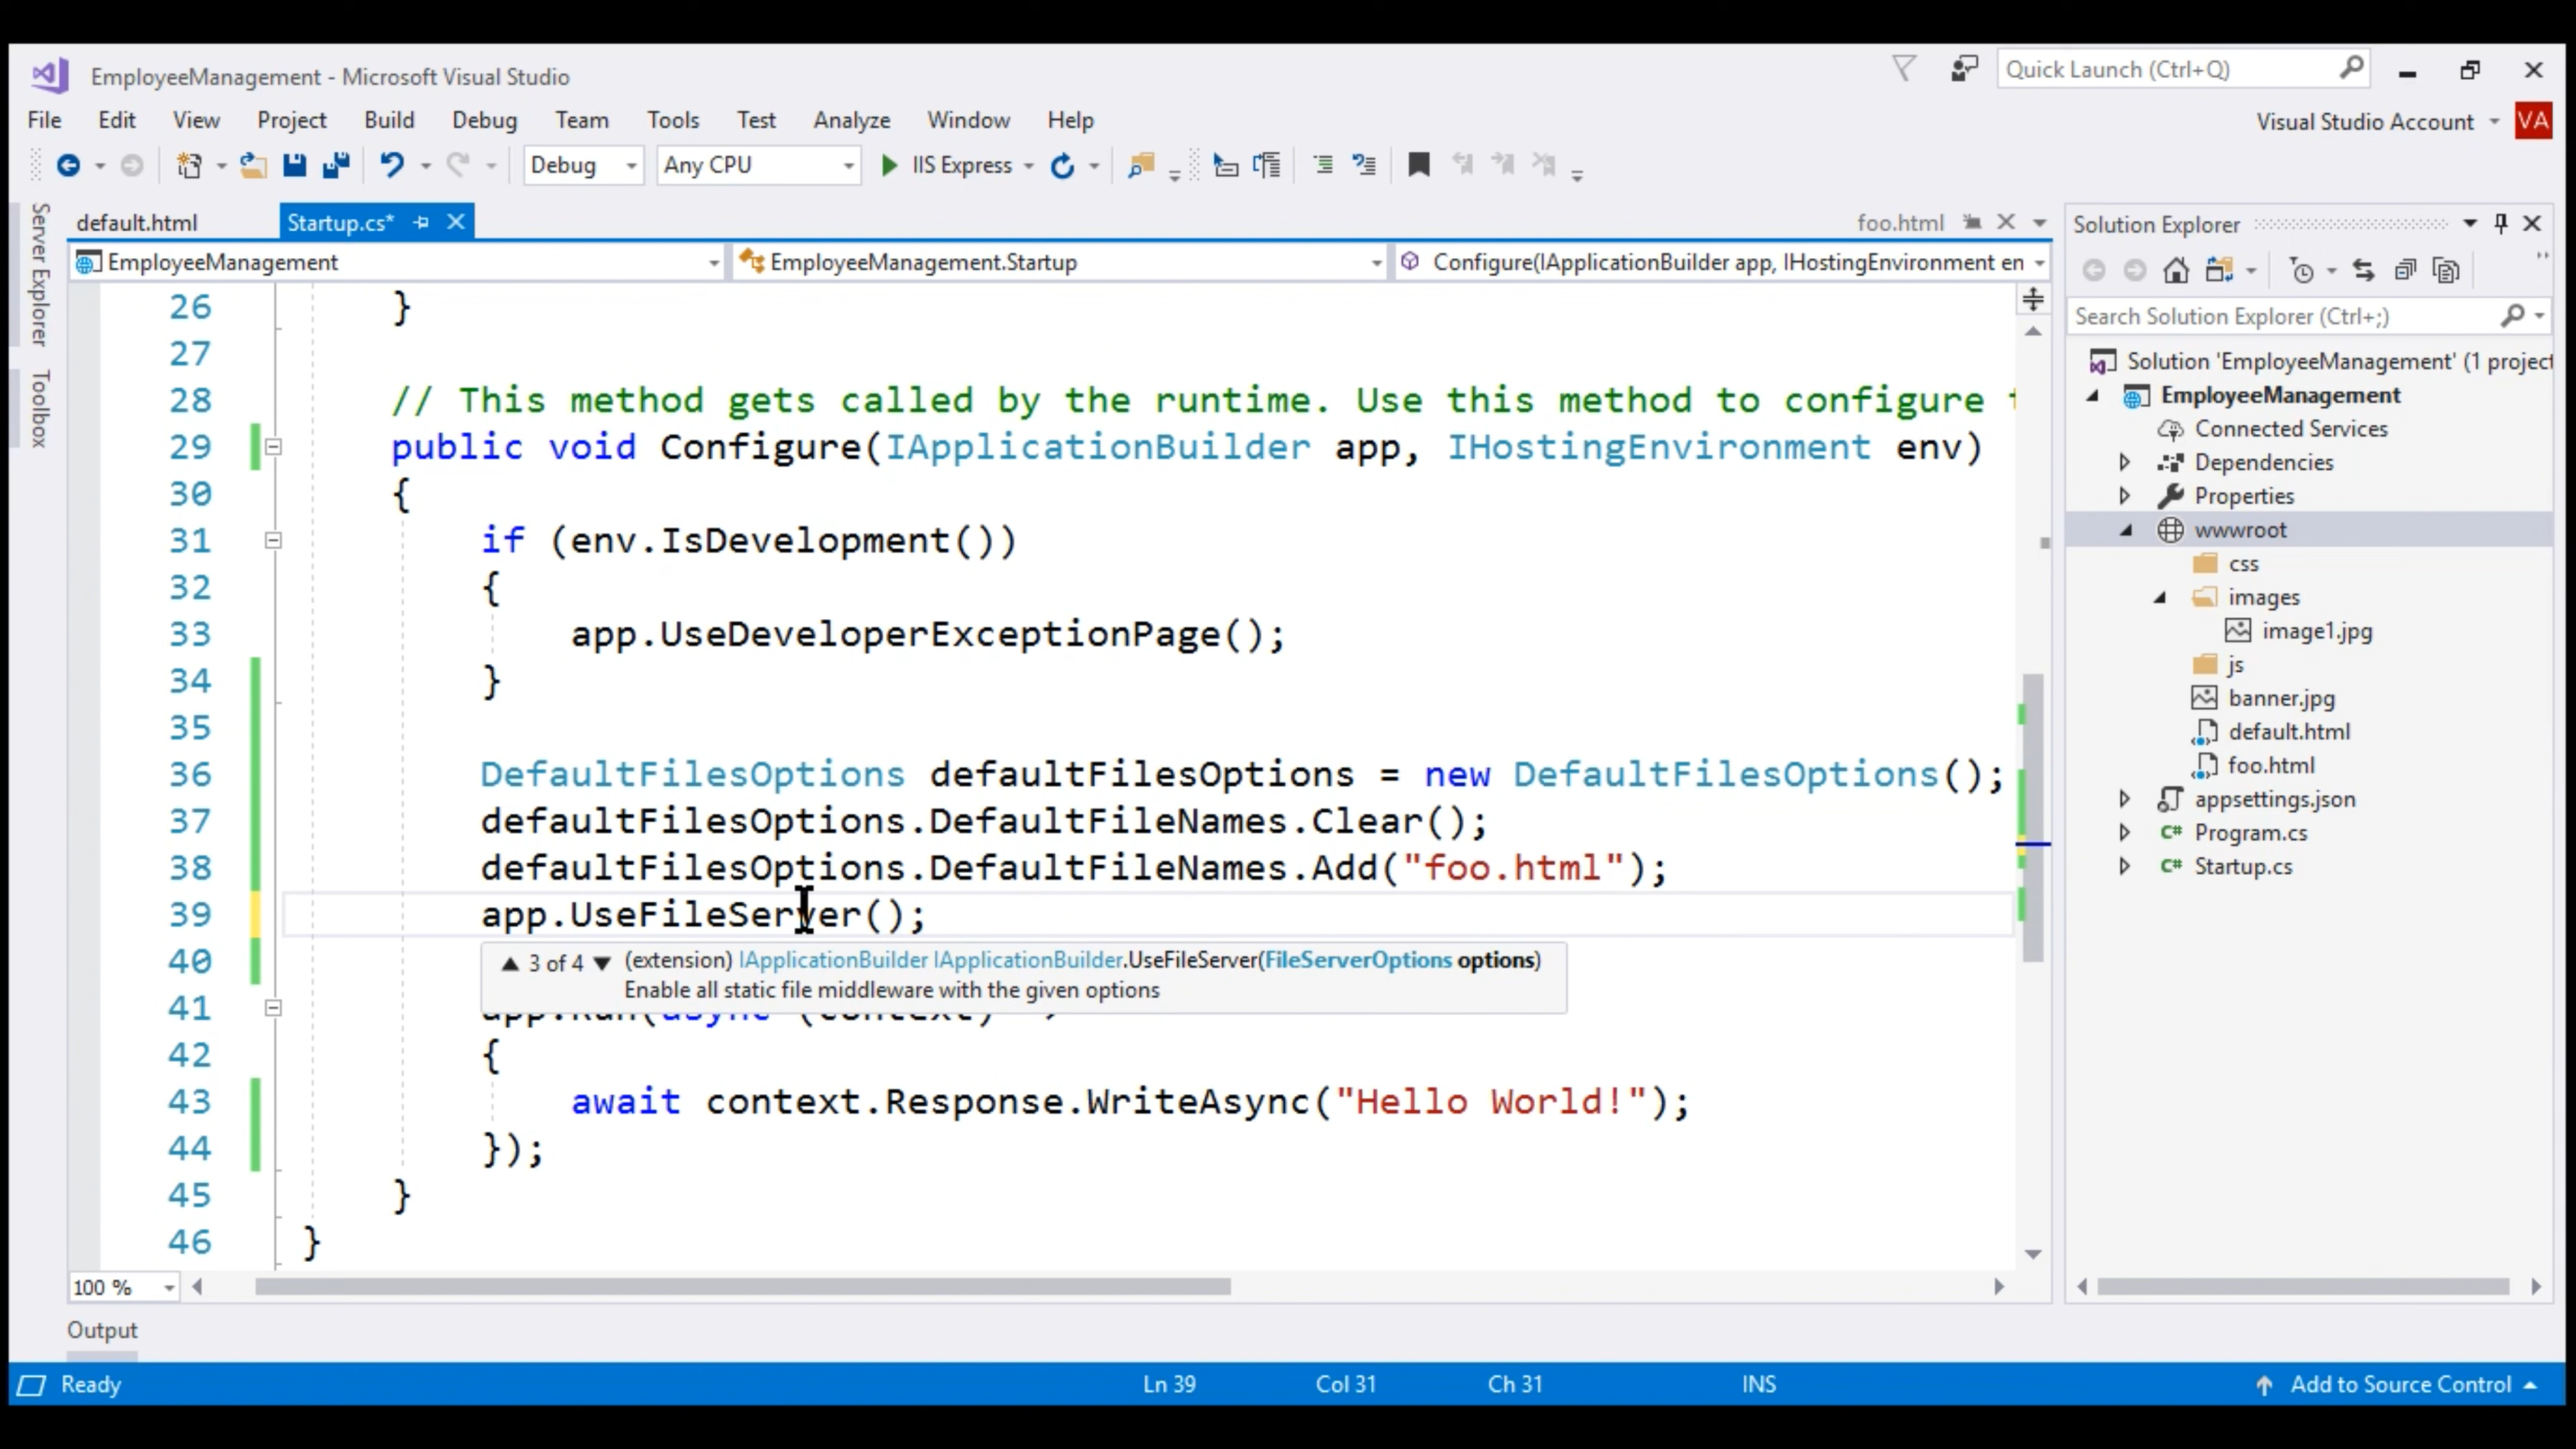 EmployeeManagement - Microsoft Visual Studio
Quick Launch (Ctrl+Q)
File Edit View Project Build Debug Team Tools Test Analyze Window Help
Visual Studio Account VA
Debug Any CPU IIS Express
Server Explorer
Toolbox
default.html Startup.cs* foo.html
EmployeeManagement EmployeeManagement.Startup Configure(IApplicationBuilder app, IHostingEnvironment en
26 }
27
28 // This method gets called by the runtime. Use this method to configure
29 public void Configure(IApplicationBuilder app, IHostingEnvironment env)
30 {
31 if (env.IsDevelopment())
32 {
33 app.UseDeveloperExceptionPage();
34 }
35
36 DefaultFilesOptions defaultFilesOptions = new DefaultFilesOptions();
37 defaultFilesOptions.DefaultFileNames.Clear();
38 defaultFilesOptions.DefaultFileNames.Add("foo.html");
39 app.UseFileServer();
40
3 of 4 (extension) IApplicationBuilder IApplicationBuilder.UseFileServer(FileServerOptions options)
Enable all static file middleware with the given options
41 app.Run(async (context)
42 {
43 await context.Response.WriteAsync("Hello World!");
44 });
45 }
46 }
100 %
Output
Solution Explorer
Search Solution Explorer (Ctrl+;)
Solution 'EmployeeManagement' (1 project
EmployeeManagement
Connected Services
Dependencies
Properties
wwwroot
css
images
image1.jpg
js
banner.jpg
default.html
foo.html
appsettings.json
C# Program.cs
C# Startup.cs
Ready Ln 39 Col 31 Ch 31 INS Add to Source Control